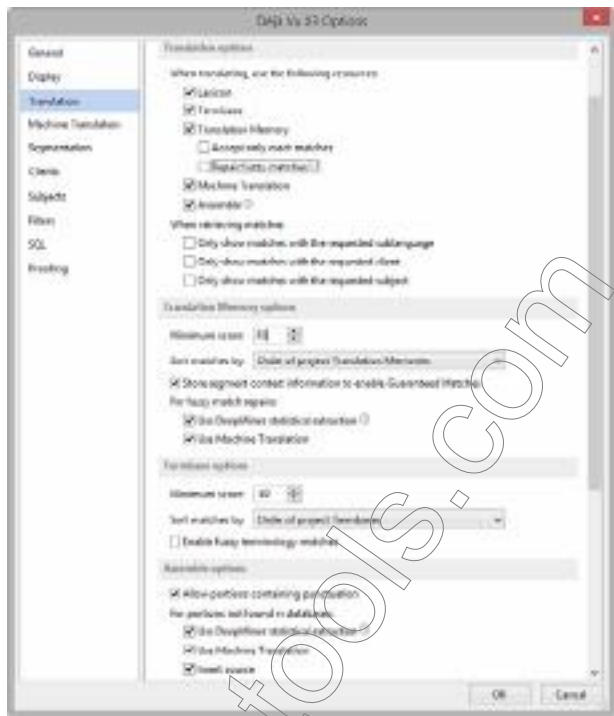 Déjà Vu X3 Options
General
Display
Translation
Machine Translation
Segmentation
Clients
Subjects
Filters
SQL
Proofing
Translation options
When translating, use the following resources:
Lexicon
Termbase
Translation Memory
Accept only exact matches
Repair fuzzy matches
Machine Translation
Assemble
When retrieving matches:
Only show matches with the requested sublanguage
Only show matches with the requested client
Only show matches with the requested subject
Translation Memory options
Minimum score
Sort matches by Order of project Translation Memories
Store segment context information to enable Guaranteed Matches
For fuzzy match repairs:
Use DeepMiner statistical extraction
Use Machine Translation
Termbase options
Minimum score
Sort matches by Order of project Termbases
Enable fuzzy terminology matches
Assemble options
Allow portions containing punctuation
For portions not found in databases:
Use DeepMiner statistical extraction
Use Machine Translation
Insert source
OK Cancel
tools.com